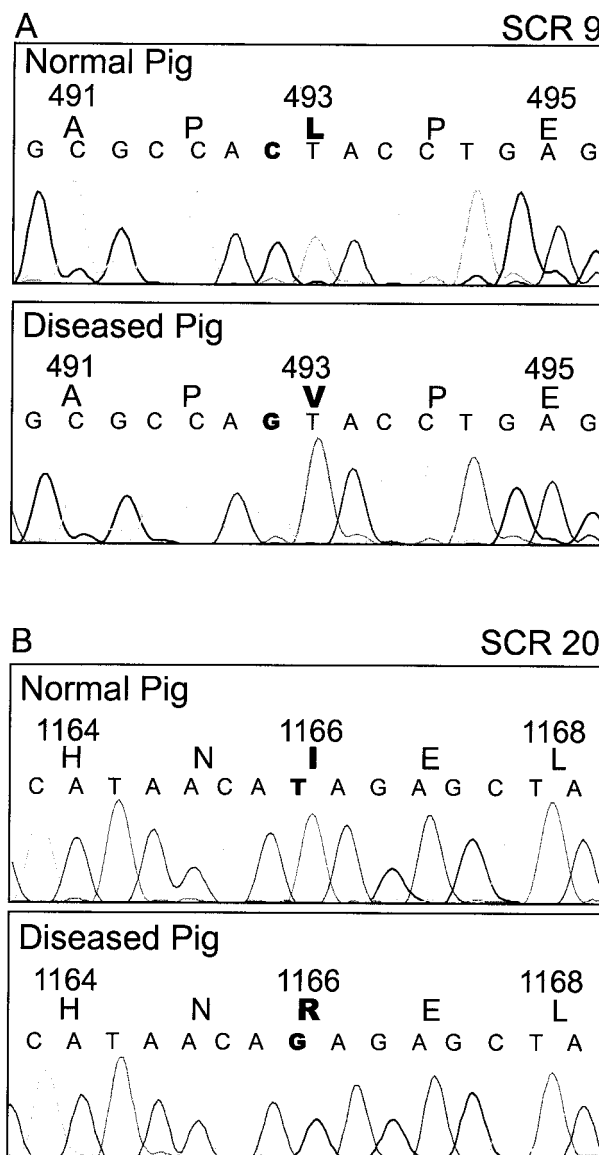 A SCR 9
Normal Pig
491 493 495
A P L P E
G C G C C A C T A C C T G A G
Diseased Pig
491 493 495
A P V P E
G C G C C A G T A C C T G A G
B SCR 20
Normal Pig
1164 1166 1168
H N I E L
C A T A A C A T A G A G C T A
Diseased Pig
1164 1166 1168
H N R E L
C A T A A C A G A G A G C T A